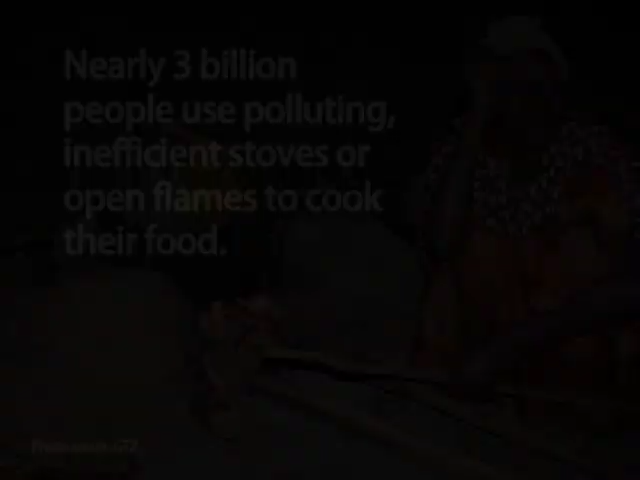 Nearly 3 billion
people use polluting,
inefficient stoves or
open flames to cook
their food.